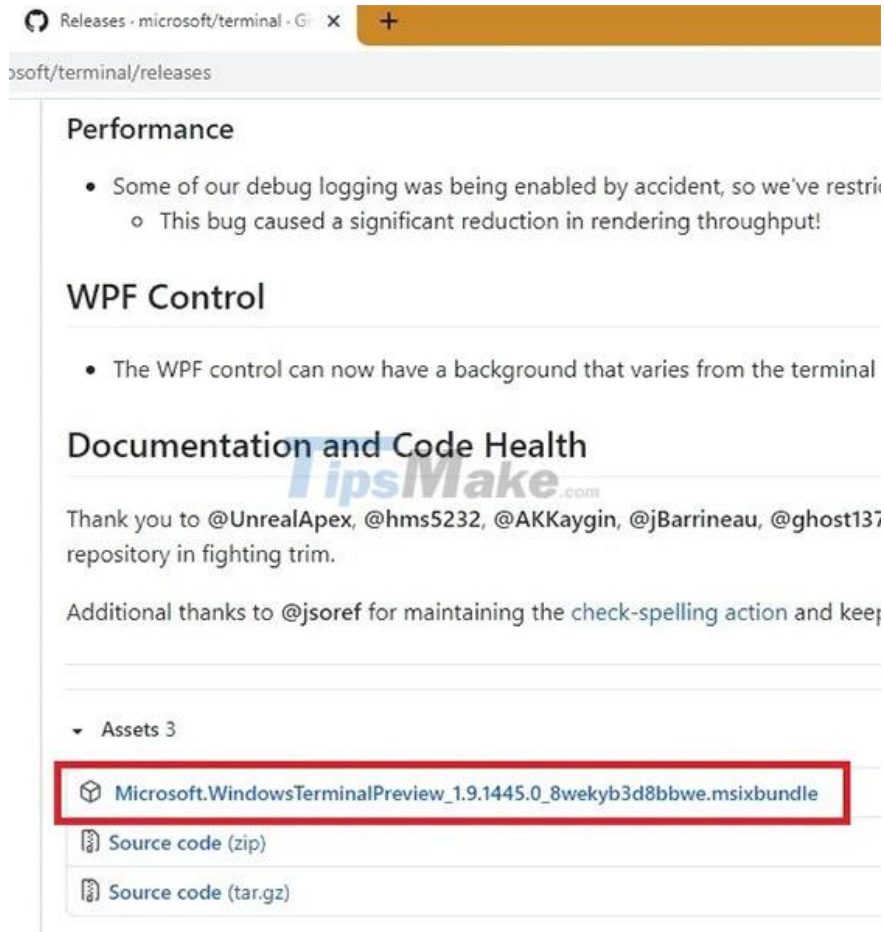 Releases · microsoft/terminal · Gi
osoft/terminal/releases
Performance
Some of our debug logging was being enabled by accident, so we've restri
This bug caused a significant reduction in rendering throughput!
WPF Control
The WPF control can now have a background that varies from the terminal
Documentation and Code Health
TipsMake.com
Thank you to @UnrealApex, @hms5232, @AKKaygin, @jBarrineau, @ghost137
repository in fighting trim.
Additional thanks to @jsoref for maintaining the check-spelling action and keep
Assets 3
Microsoft.WindowsTerminalPreview_1.9.1445.0_8wekyb3d8bbwe.msixbundle
Source code (zip)
Source code (tar.gz)